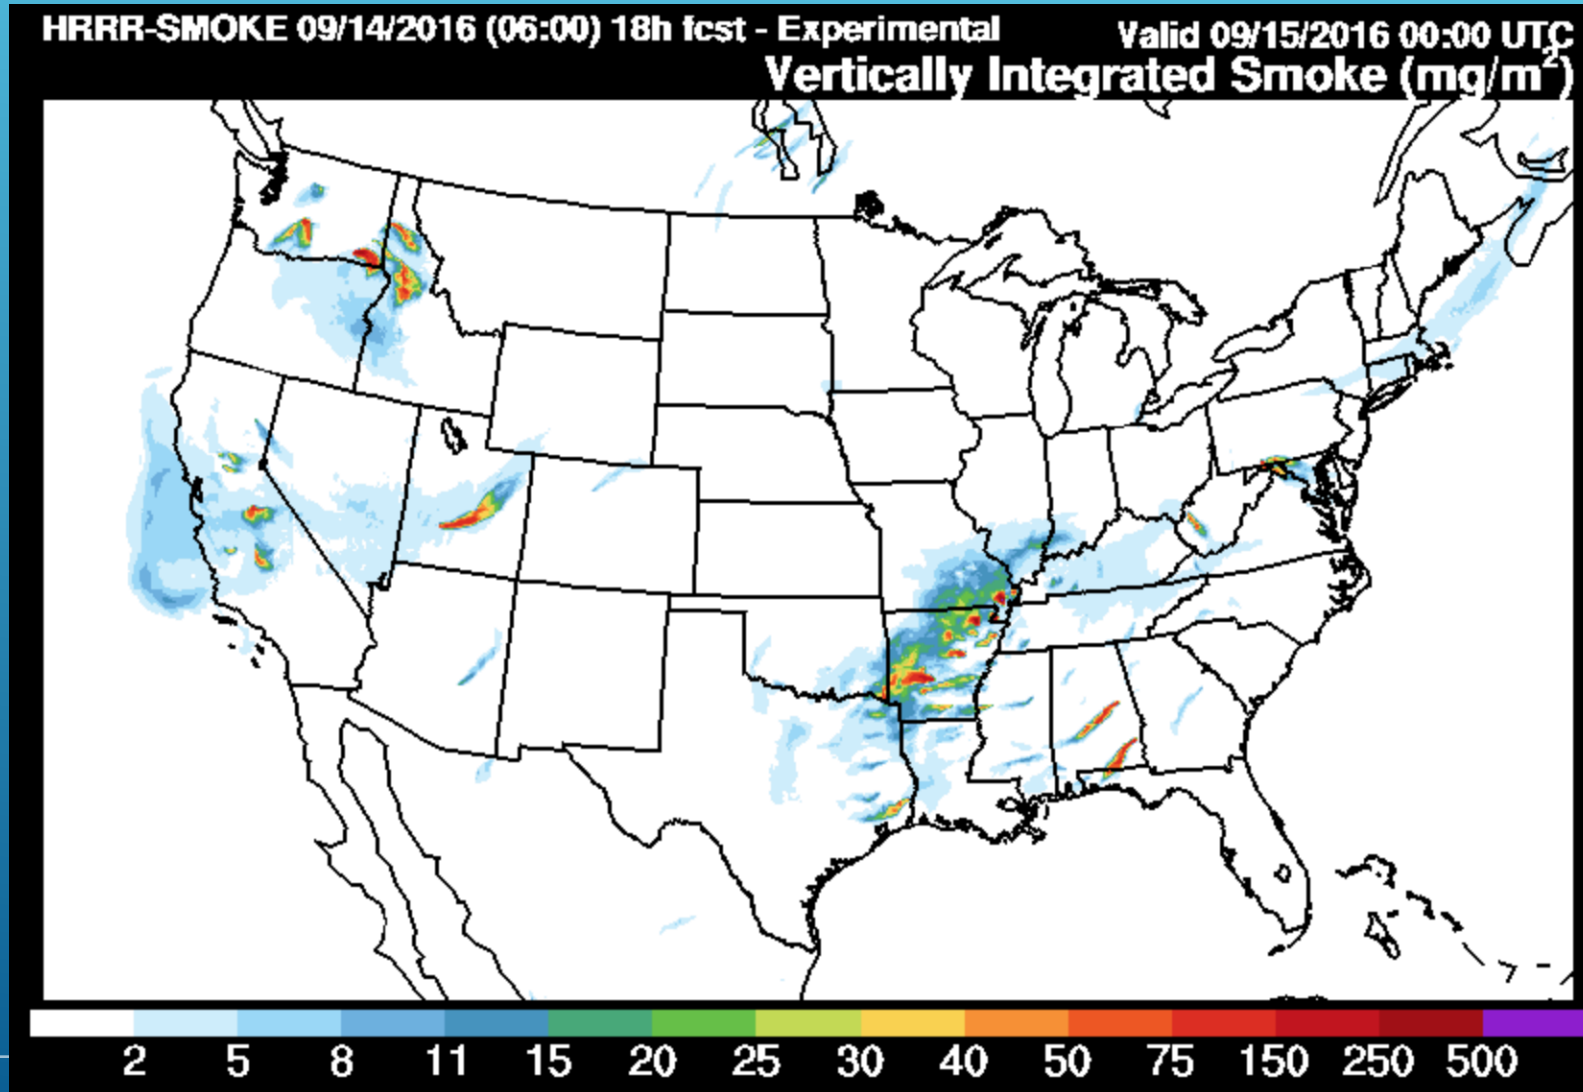 HRRR-SMOKE 09/14/2016 (06:00) 18h fcst - Experimental
Valid 09/15/2016 00:00 UTC
Vertically Integrated Smoke (mg/m²)
2 5 8 11 15 20 25 30 40 50 75 150 250 500